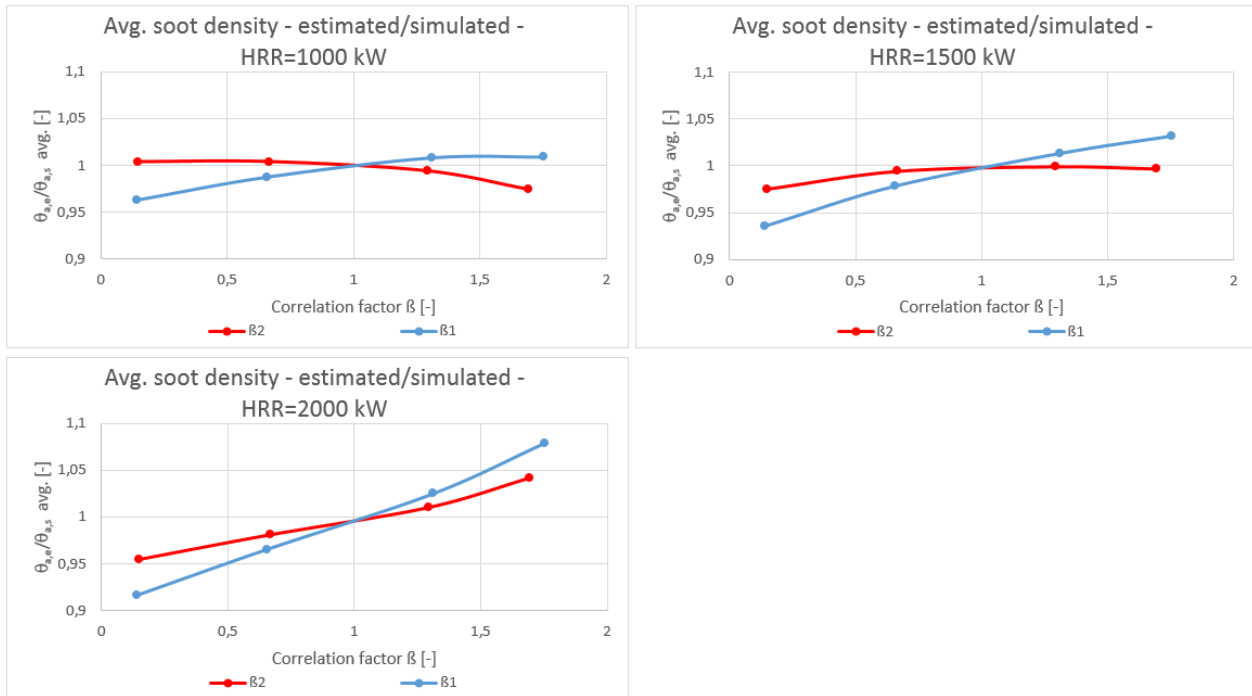 Avg. soot density - estimated/simulated -
HRR=1000 kW
1,1
1,05
1
0,95
0,9
θa,e/θa,s avg. [-]
0
0,5
1
1,5
2
Correlation factor ß [-]
ß2
ß1
Avg. soot density - estimated/simulated -
HRR=1500 kW
1,1
1,05
1
0,95
0,9
θa,e/θa,s avg. [-]
0
0,5
1
1,5
2
Correlation factor ß [-]
ß2
ß1
Avg. soot density - estimated/simulated -
HRR=2000 kW
1,1
1,05
1
0,95
0,9
θa,e/θa,s avg. [-]
0
0,5
1
1,5
2
Correlation factor ß [-]
ß2
ß1